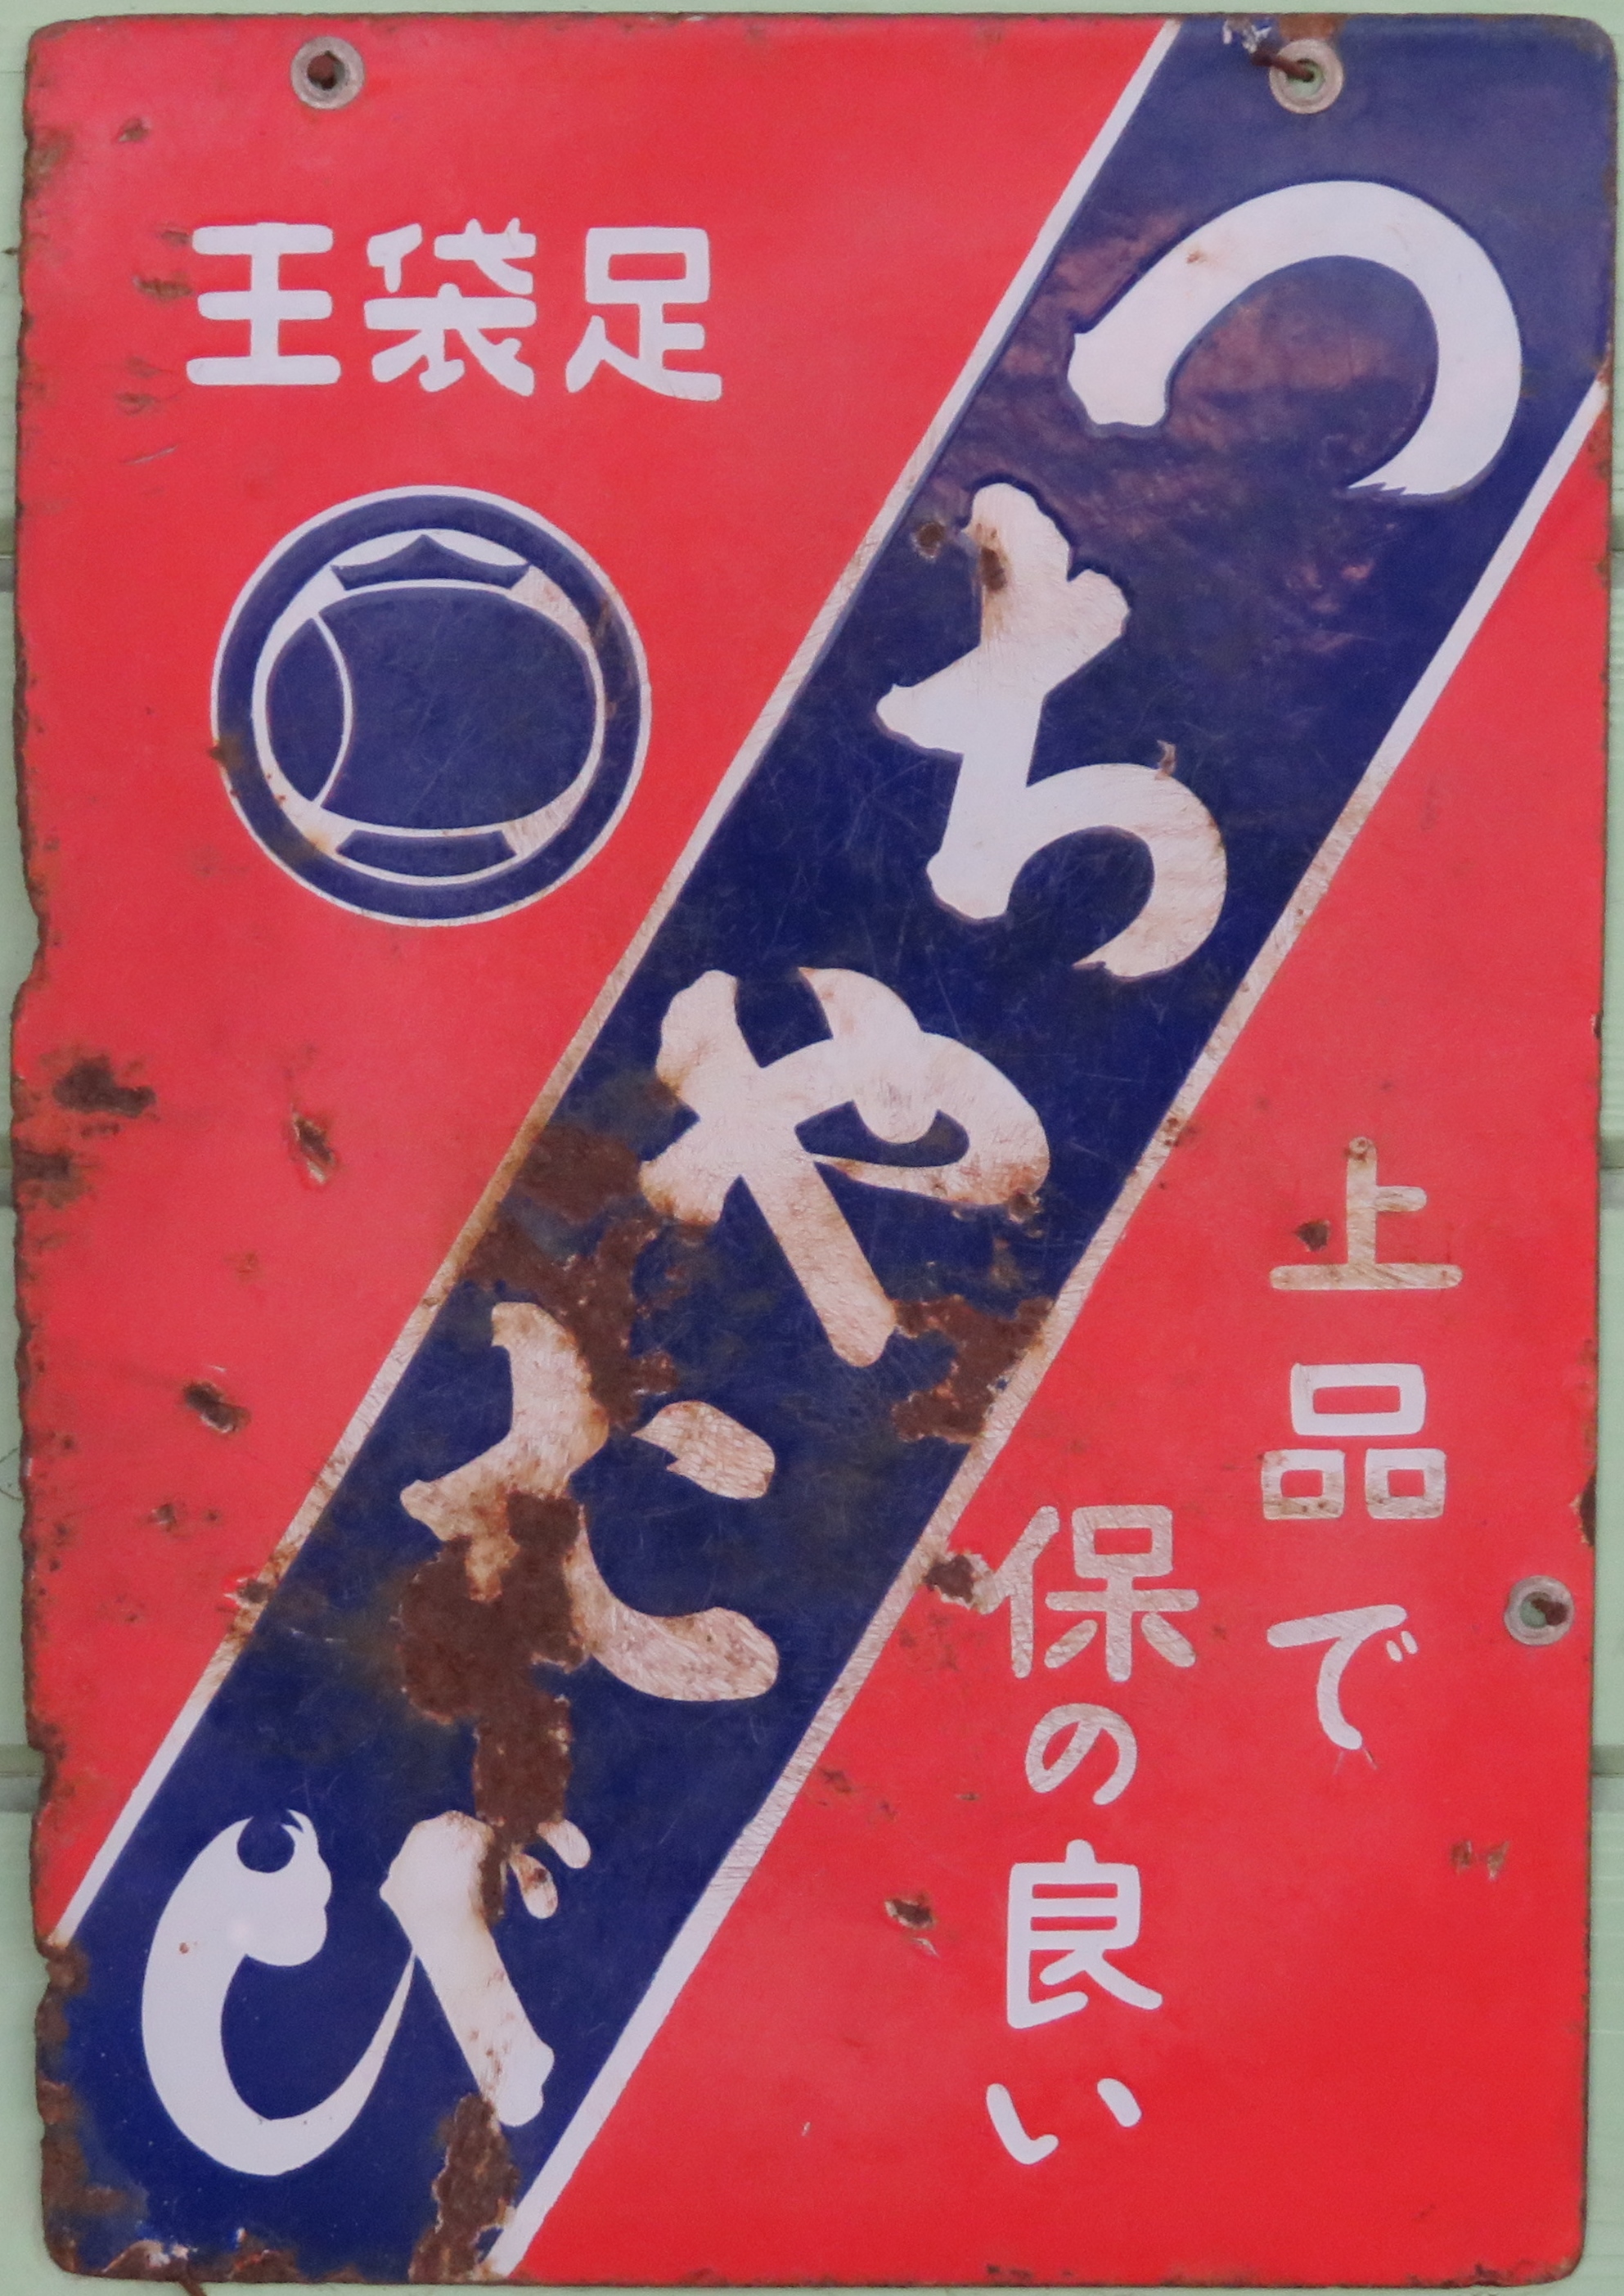 足袋王
つちやたび
上品で
保の良い